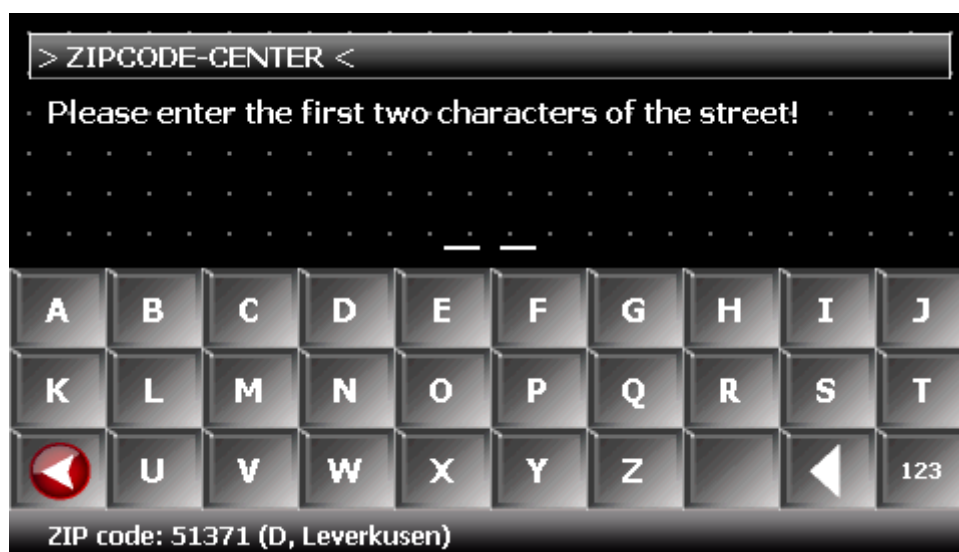 > ZIPCODE-CENTER <
Please enter the first two characters of the street!
_ _
A B C D E F G H I J
K L M N O P Q R S T
U V W X Y Z 123
ZIP code: 51371 (D, Leverkusen)